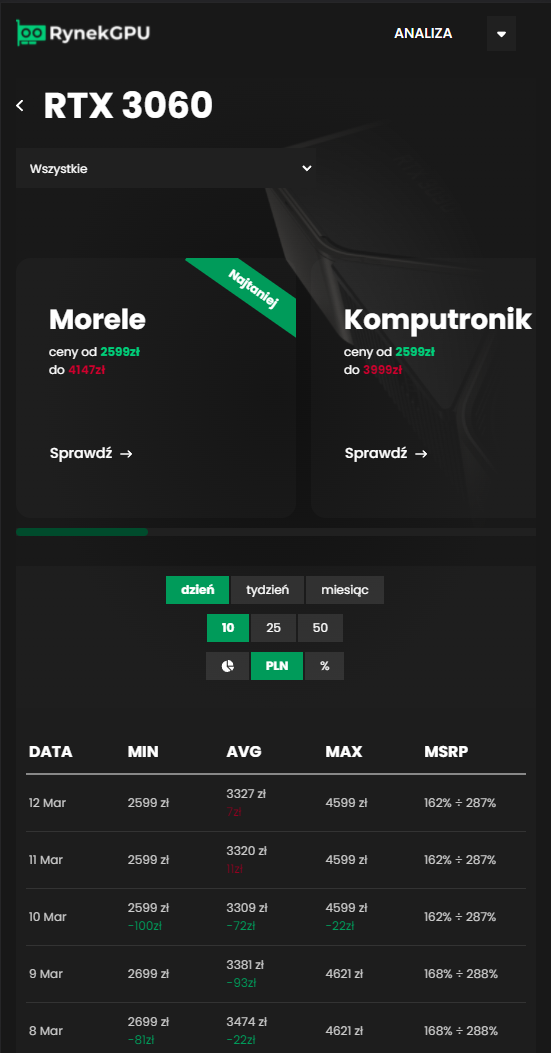 RynekGPU
ANALIZA
RTX 3060
Wszystkie
Najtaniej
Morele
ceny od 2599zł
do 4147zł
Sprawdź →
Komputronik
ceny od 2599zł
do 3999zł
Sprawdź →
dzień tydzień miesiąc
10 25 50
PLN %
DATA MIN AVG MAX MSRP
12 Mar 2599 zł 3327 zł 4599 zł 162% ÷ 287%
7zł
11 Mar 2599 zł 3320 zł 4599 zł 162% ÷ 287%
11zł
10 Mar 2599 zł 3309 zł 4599 zł 162% ÷ 287%
-100zł -72zł -22zł
9 Mar 2699 zł 3381 zł 4621 zł 168% ÷ 288%
-93zł
8 Mar 2699 zł 3474 zł 4621 zł 168% ÷ 288%
-81zł -22zł